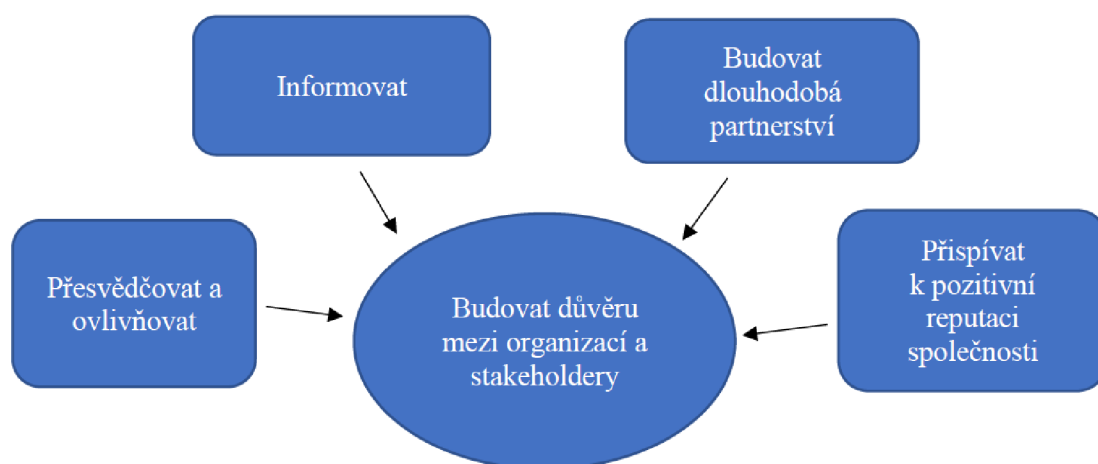 Informovat
Budovat
dlouhodobá
partnerství
Přesvědčovat a
ovlivňovat
Budovat důvěru
mezi organizací a
stakeholdery
Přispívat
k pozitivní
reputaci
společnosti